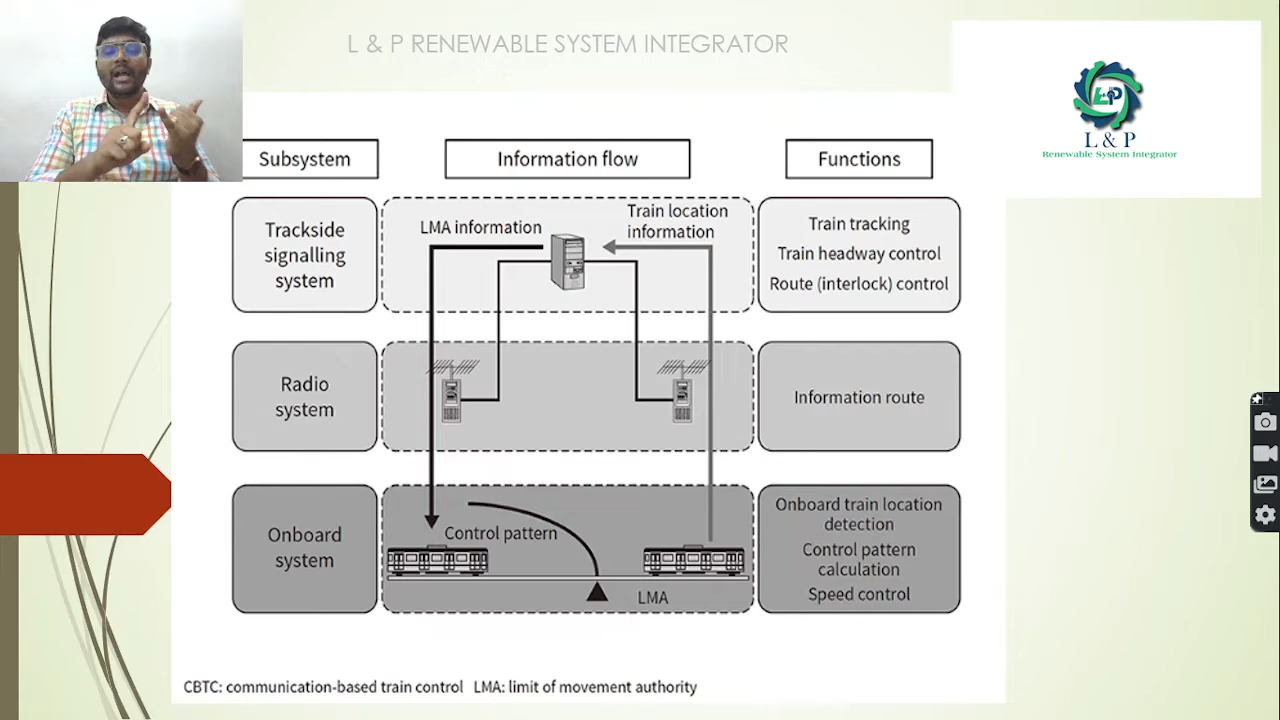 L & P RENEWABLE SYSTEM INTEGRATOR
L&P
L & P
Renewable System Integrator
Subsystem
Information flow
Functions
Trackside
signalling
system
LMA information
Train location
information
Train tracking
Train headway control
Route (interlock) control
Radio
system
Information route
Onboard
system
Control pattern
LMA
Onboard train location
detection
Control pattern
calculation
Speed control
CBTC: communication-based train control LMA: limit of movement authority